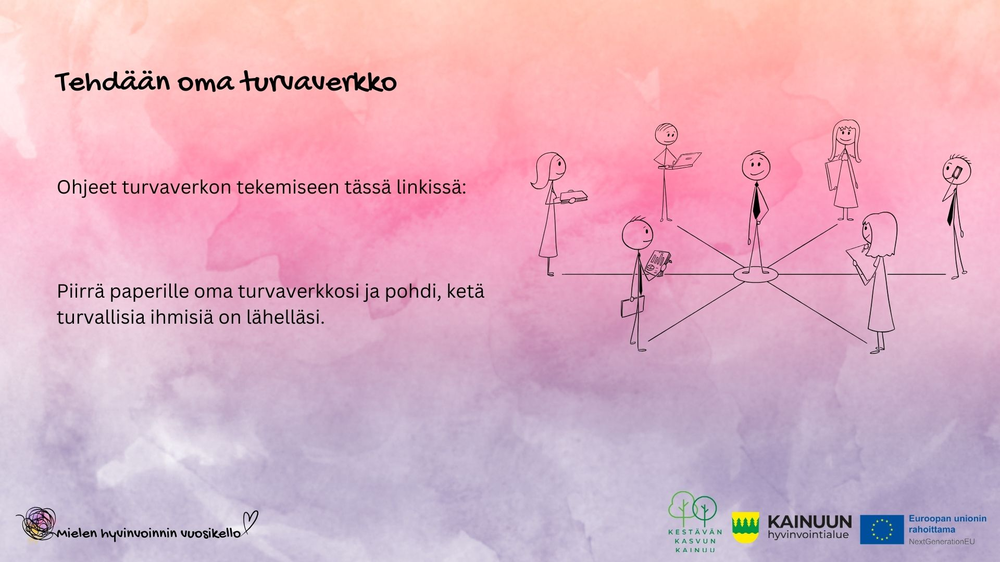 Tehdään oma turvaverkko
Ohjeet turvaverkon tekemiseen tässä linkissä:
Piirrä paperille oma turvaverkkosi ja pohdi, ketä
turvallisia ihmisiä on lähelläsi.
Mielen hyvinvoinnin vuosikello
KESTÄVÄN
KASVUN
KAINUU
KAINUUN
hyvinvointialue
Euroopan unionin
rahoittama
NextGenerationEU